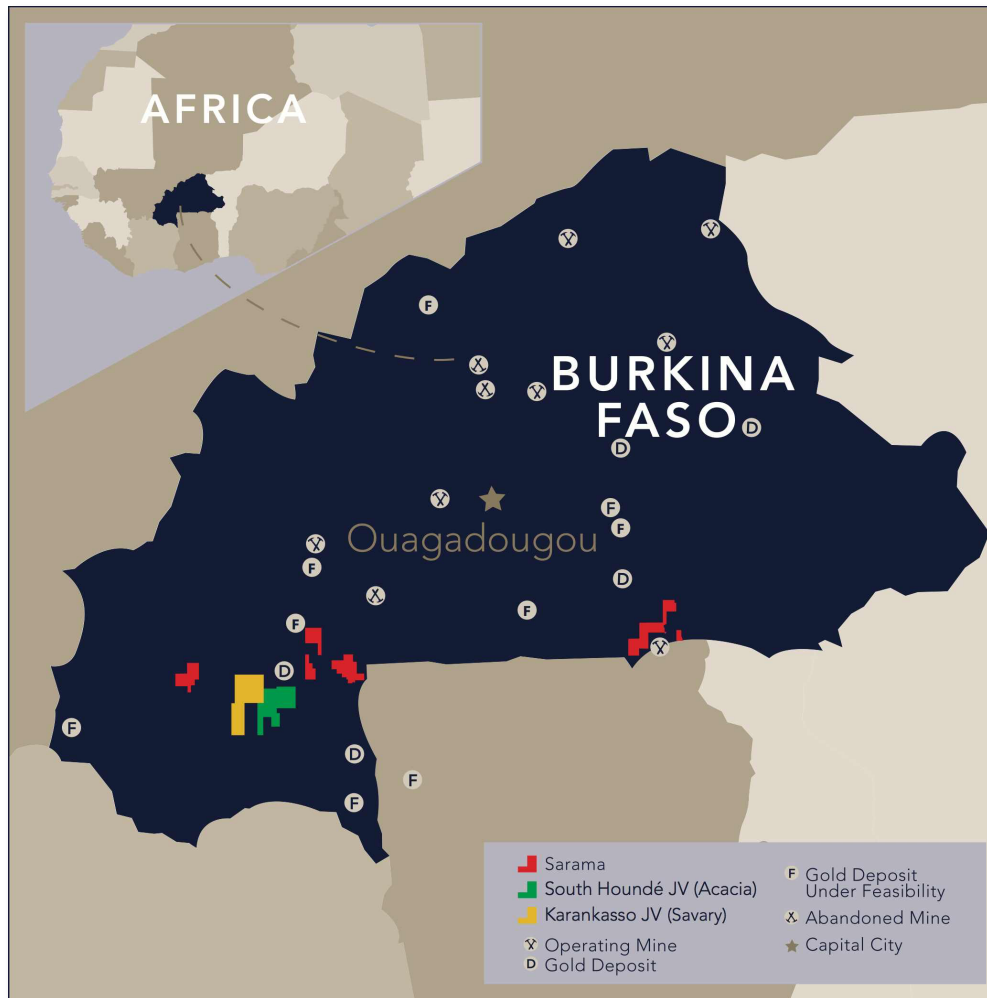 AFRICA
BURKINA
FASO
Ouagadougou
F
D
D
F
F
F
D
F
F
D
F
D
F
F
Sarama
South Houndé JV (Acacia)
Karankasso JV (Savary)
Operating Mine
D Gold Deposit
F Gold Deposit
Under Feasibility
Abandoned Mine
Capital City